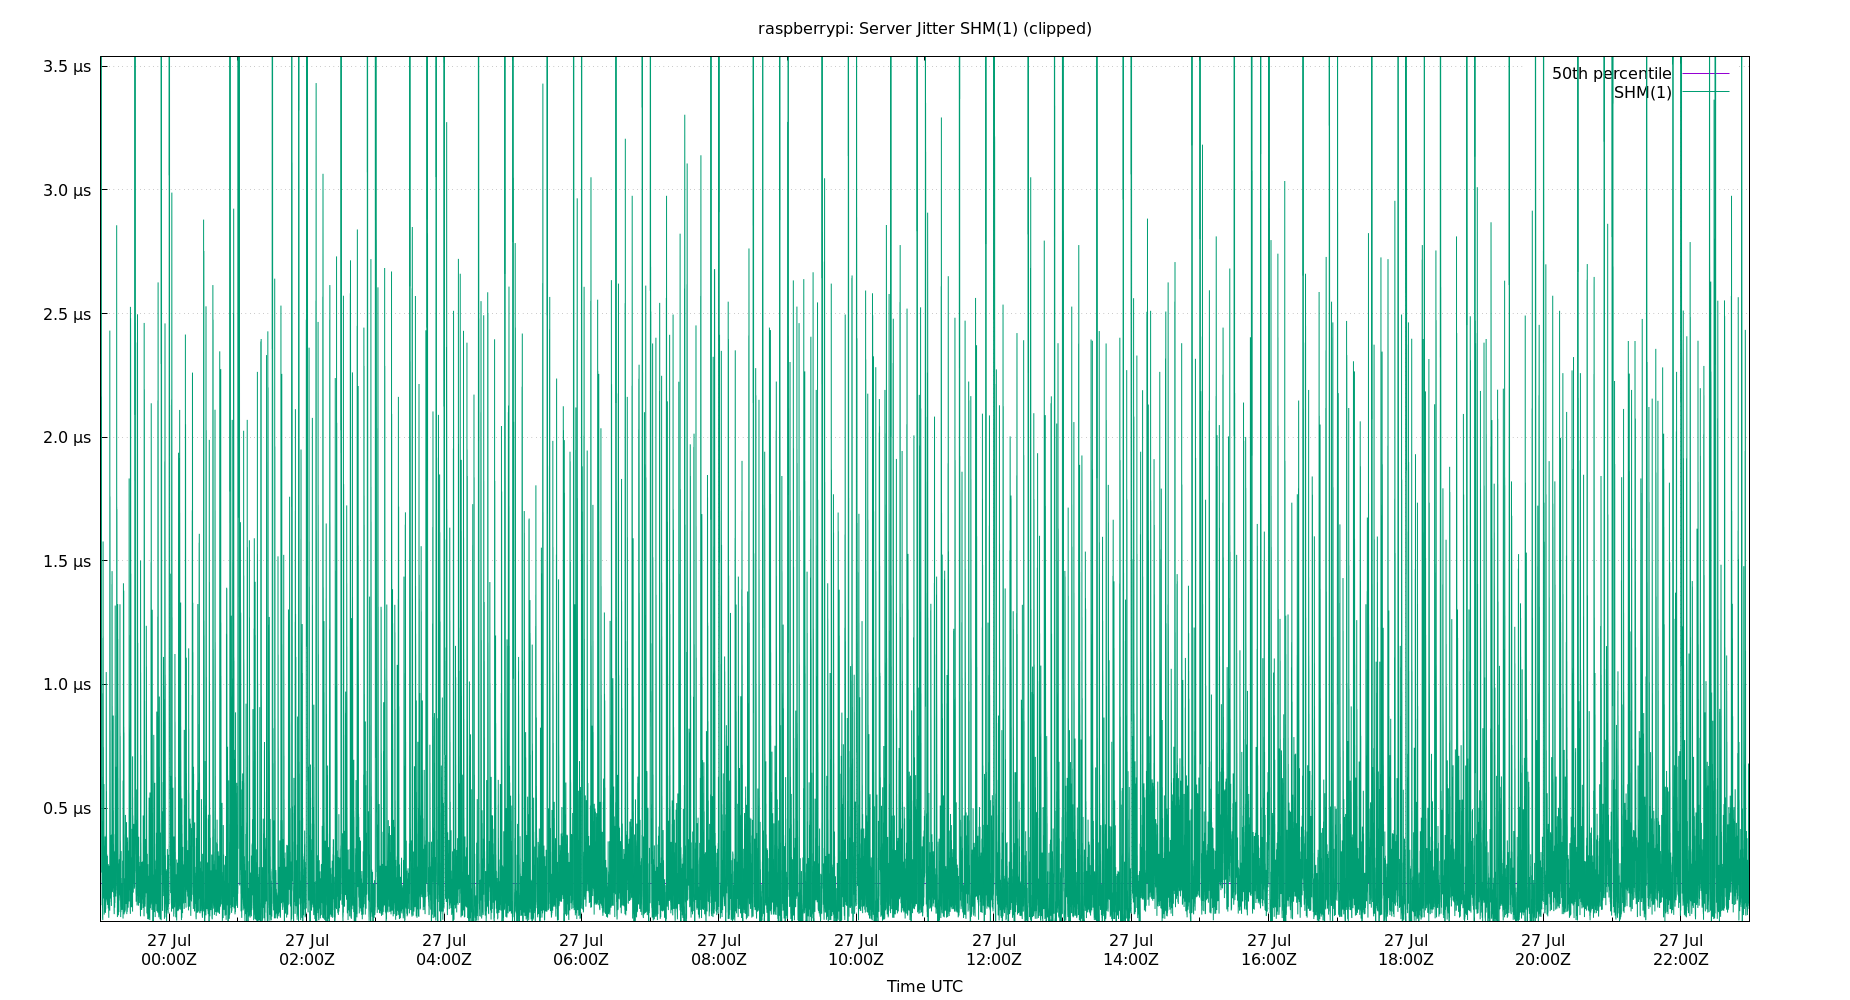 raspberrypi: Server Jitter SHM(1) (clipped)
50th percentile
SHM(1)
3.5 µs
3.0 µs
2.5 µs
2.0 µs
1.5 µs
1.0 µs
0.5 µs
27 Jul 27 Jul 27 Jul 27 Jul 27 Jul 27 Jul 27 Jul 27 Jul 27 Jul 27 Jul 27 Jul 27 Jul
00:00Z 02:00Z 04:00Z 06:00Z 08:00Z 10:00Z 12:00Z 14:00Z 16:00Z 18:00Z 20:00Z 22:00Z
Time UTC